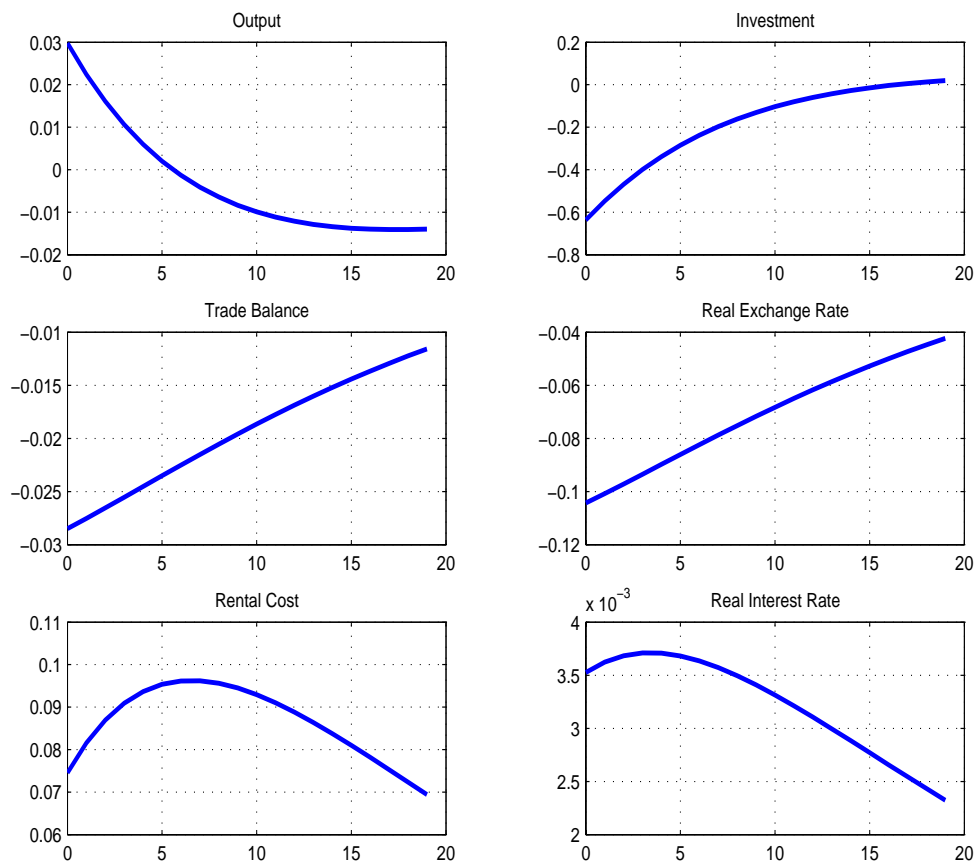 Output
0.03
0.02
0.01
0
−0.01
−0.02
0 5 10 15 20
Investment
0.2
0
−0.2
−0.4
−0.6
−0.8
0 5 10 15 20
Trade Balance
−0.01
−0.015
−0.02
−0.025
−0.03
0 5 10 15 20
Real Exchange Rate
−0.04
−0.06
−0.08
−0.1
−0.12
0 5 10 15 20
Rental Cost
0.11
0.1
0.09
0.08
0.07
0.06
0 5 10 15 20
Real Interest Rate
x 10−3
4
3.5
3
2.5
2
0 5 10 15 20